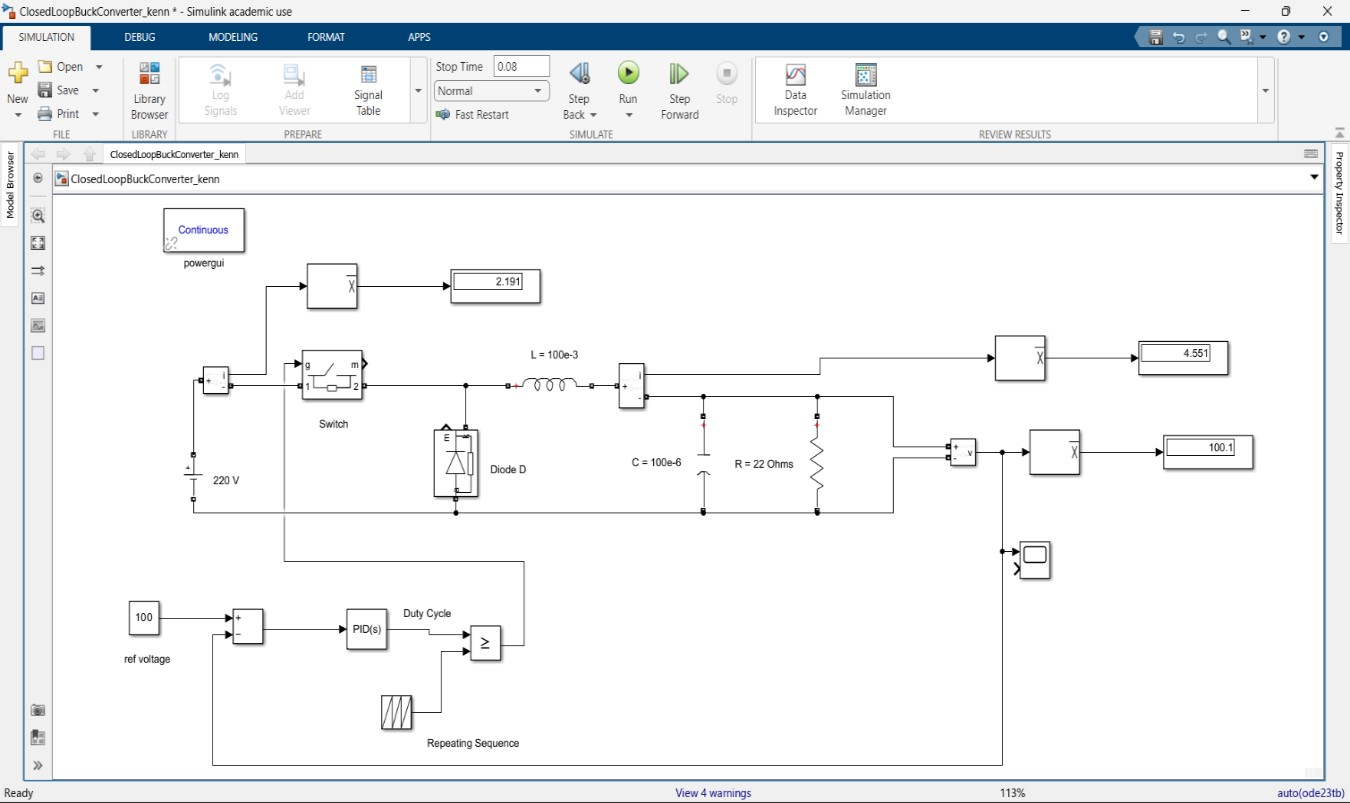 ClosedLoopBuckConverter_kenn * - Simulink academic use
SIMULATION DEBUG MODELING FORMAT APPS
New
Open
Save
Print
FILE
Library Browser
LIBRARY
Log Signals
Add Viewer
Signal Table
PREPARE
Stop Time 0.08
Normal
Fast Restart
Step Back
Run
Step Forward
Stop
SIMULATE
Data Inspector
Simulation Manager
REVIEW RESULTS
Model Browser
Property Inspector
ClosedLoopBuckConverter_kenn
ClosedLoopBuckConverter_kenn
Continuous
powergui
X
2.191
i
+
-
g m
1 2
Switch
L = 100e-3
i
+
-
X
4.551
m
Diode D
220 V
+
C = 100e-6
R = 22 Ohms
+
-
v
X
100.1
100
ref voltage
+
−
PID(s)
Duty Cycle
≥
Repeating Sequence
Ready
View 4 warnings
113%
auto(ode23tb)